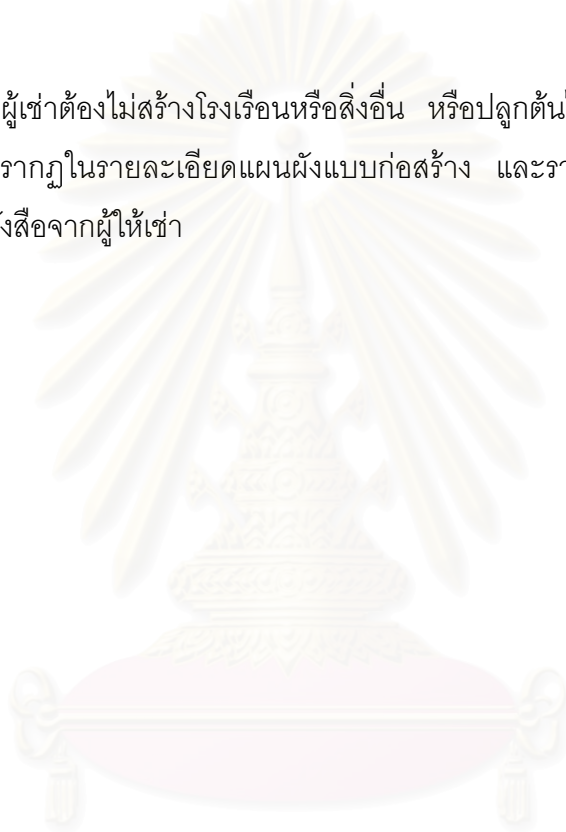 ผู้เช่าต้องไม่สร้างโรงเรือนหรือสิ่งอื่น หรือปลูกต้น
รากฏในรายละเอียดแผนผังแบบก่อสร้าง และรา
ังสือจากผู้ให้เช่า